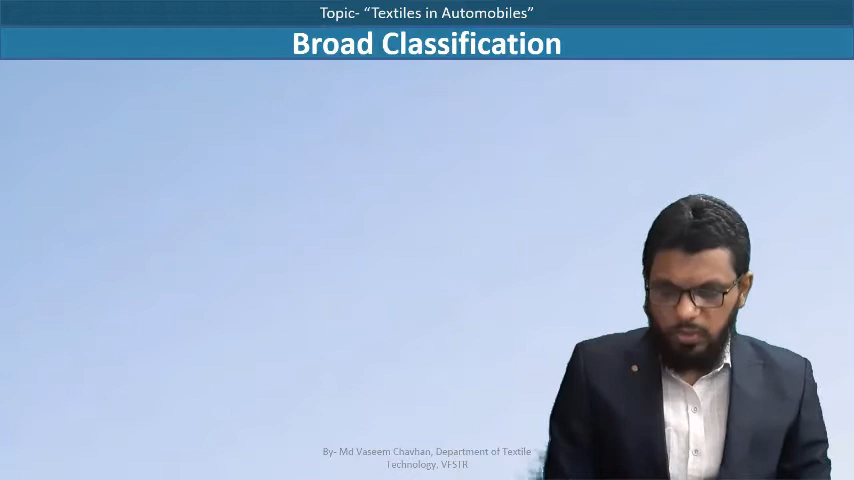 Topic- “Textiles in Automobiles”
Broad Classification
By- Md Vaseem Chavhan, Department of Textile
Technology, VFSTR